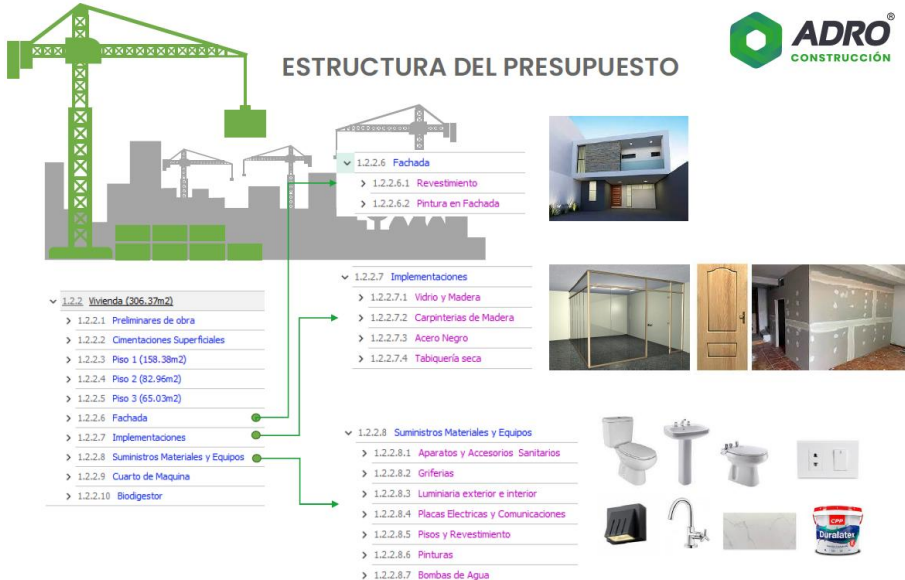 ESTRUCTURA DEL PRESUPUESTO
ADRO®
CONSTRUCCIÓN
1.2.2.6 Fachada
1.2.2.6.1 Revestimiento
1.2.2.6.2 Pintura en Fachada
1.2.2.7 Implementaciones
1.2.2.7.1 Vidrio y Madera
1.2.2.7.2 Carpinterias de Madera
1.2.2.7.3 Acero Negro
1.2.2.7.4 Tabiquería seca
1.2.2 Vivienda (306.37m2)
1.2.2.1 Preliminares de obra
1.2.2.2 Cimentaciones Superficiales
1.2.2.3 Piso 1 (158.38m2)
1.2.2.4 Piso 2 (82.96m2)
1.2.2.5 Piso 3 (65.03m2)
1.2.2.6 Fachada
1.2.2.7 Implementaciones
1.2.2.8 Suministros Materiales y Equipos
1.2.2.9 Cuarto de Maquina
1.2.2.10 Biodigestor
1.2.2.8 Suministros Materiales y Equipos
1.2.2.8.1 Aparatos y Accesorios Sanitarios
1.2.2.8.2 Griferias
1.2.2.8.3 Luminiaria exterior e interior
1.2.2.8.4 Placas Electricas y Comunicaciones
1.2.2.8.5 Pisos y Revestimiento
1.2.2.8.6 Pinturas
1.2.2.8.7 Bombas de Agua
CPP
Duralatex